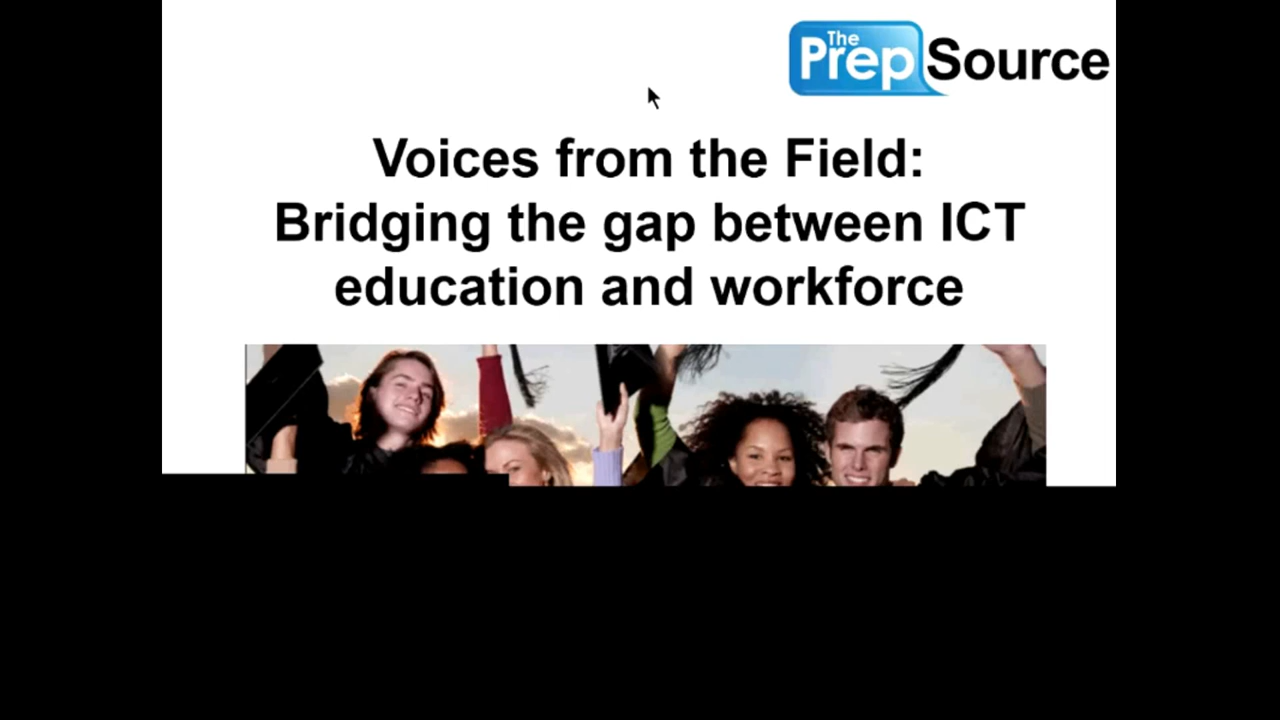 The
Prep Source
Voices from the Field:
Bridging the gap between ICT
education and workforce